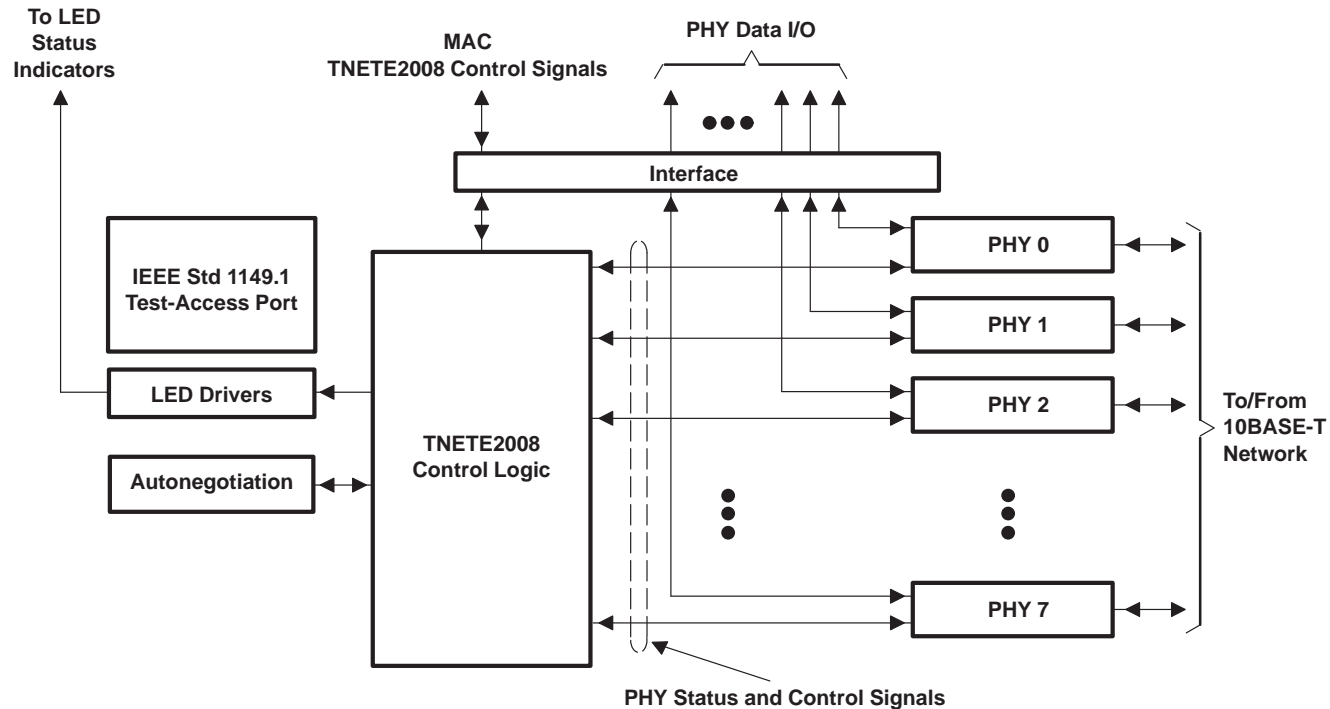 To LED
Status
Indicators
MAC
TNETE2008 Control Signals
PHY Data I/O
Interface
IEEE Std 1149.1
Test-Access Port
LED Drivers
Autonegotiation
TNETE2008
Control Logic
PHY 0
PHY 1
PHY 2
PHY 7
To/From
10BASE-T
Network
PHY Status and Control Signals